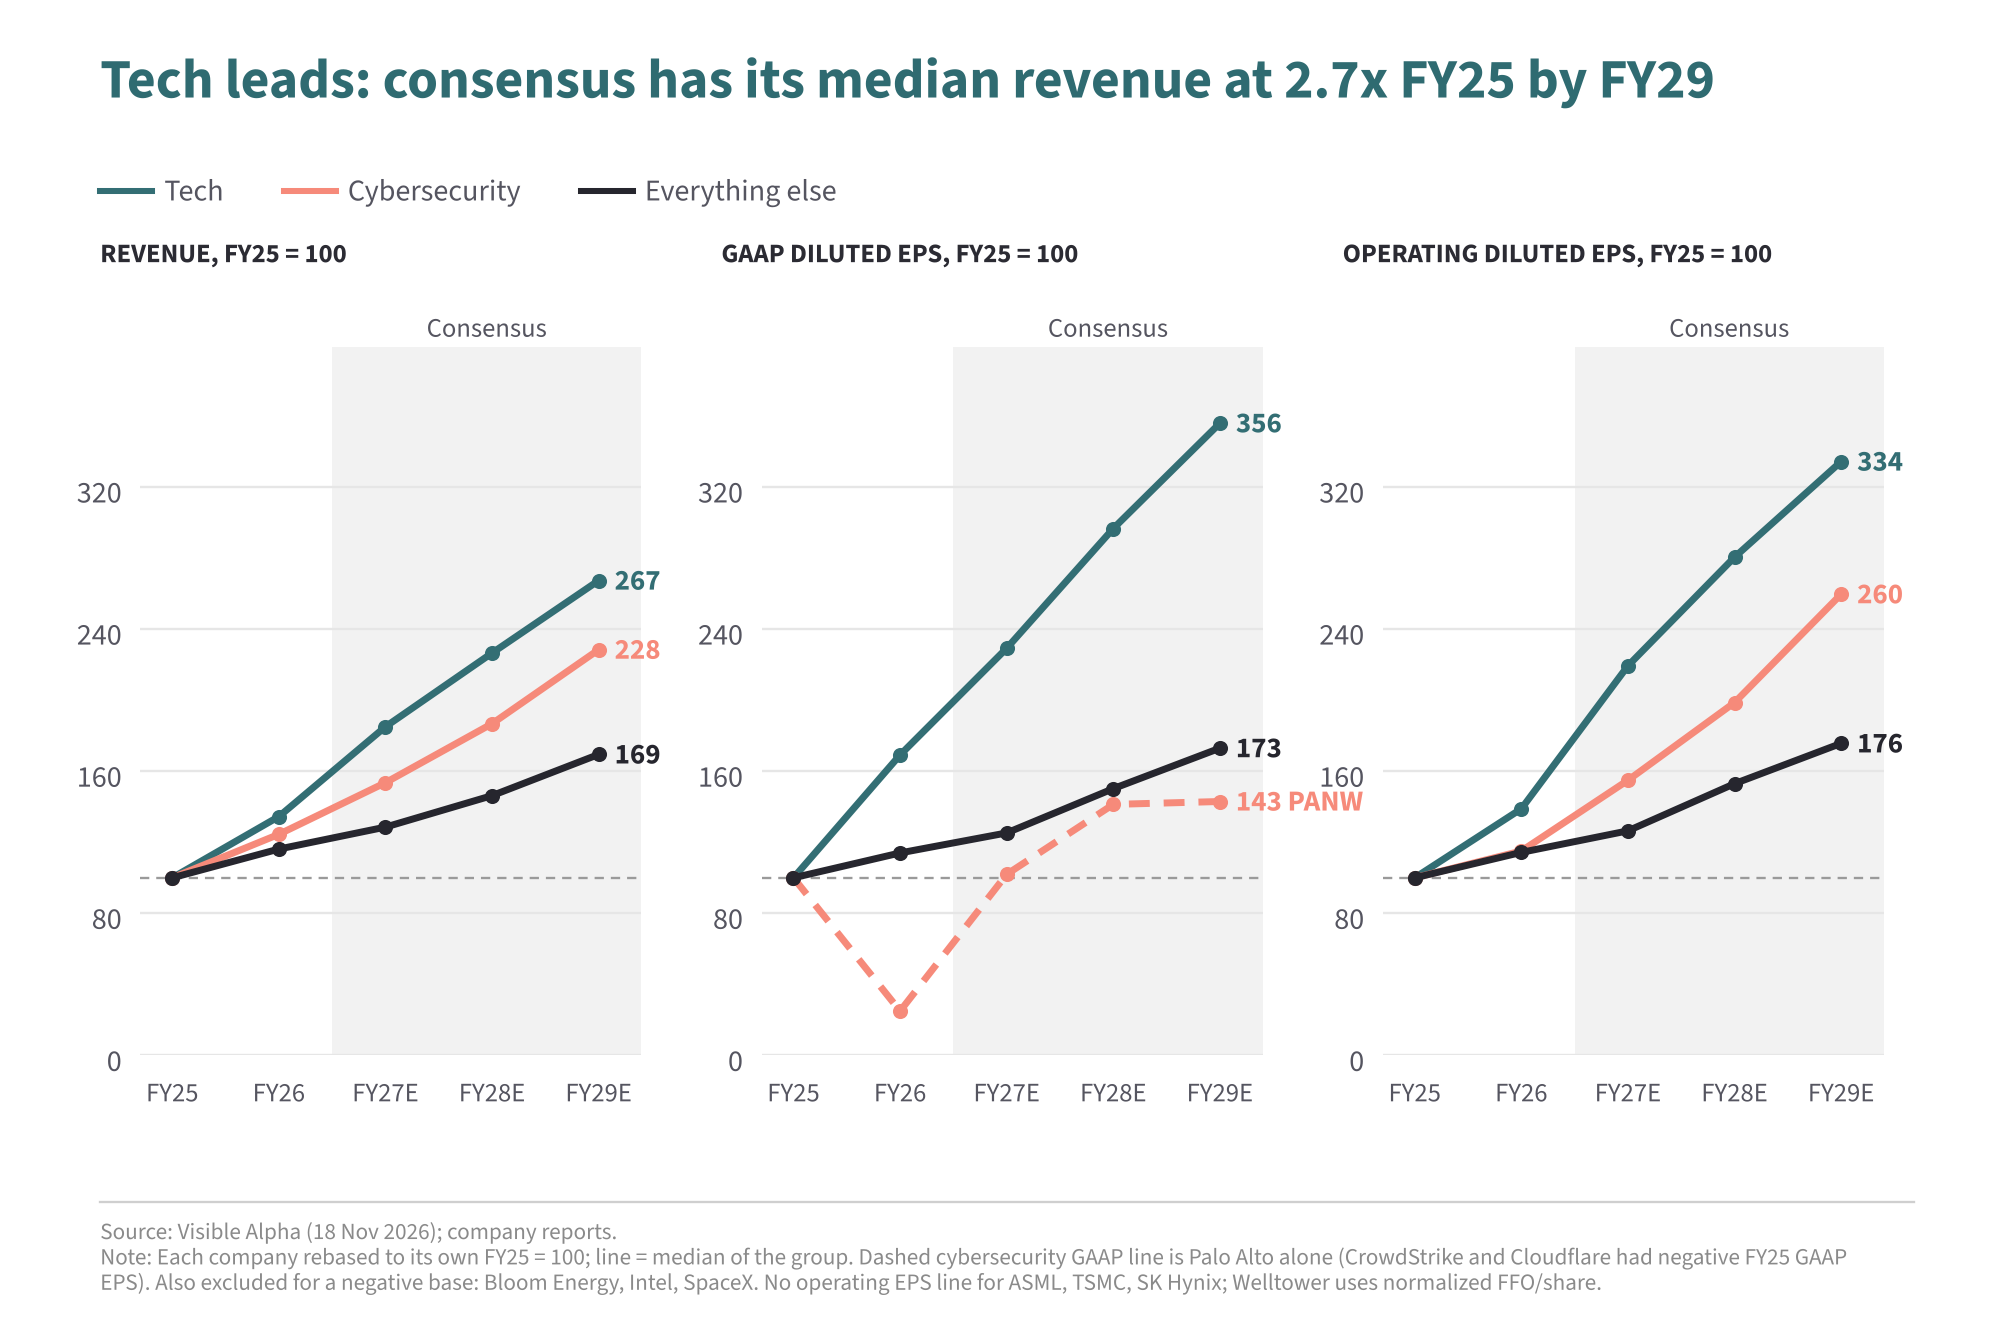 Tech leads: consensus has its median revenue at 2.7x FY25 by FY29
Tech
Cybersecurity
Everything else
REVENUE, FY25 = 100
Consensus
320
240
160
80
0
267
228
169
FY25
FY26
FY27E
FY28E
FY29E
GAAP DILUTED EPS, FY25 = 100
Consensus
320
240
160
80
0
356
173
143 PANW
FY25
FY26
FY27E
FY28E
FY29E
OPERATING DILUTED EPS, FY25 = 100
Consensus
320
240
160
80
0
334
260
176
FY25
FY26
FY27E
FY28E
FY29E
Source: Visible Alpha (18 Nov 2026); company reports.
Note: Each company rebased to its own FY25 = 100; line = median of the group. Dashed cybersecurity GAAP line is Palo Alto alone (CrowdStrike and Cloudflare had negative FY25 GAAP
EPS). Also excluded for a negative base: Bloom Energy, Intel, SpaceX. No operating EPS line for ASML, TSMC, SK Hynix; Welltower uses normalized FFO/share.